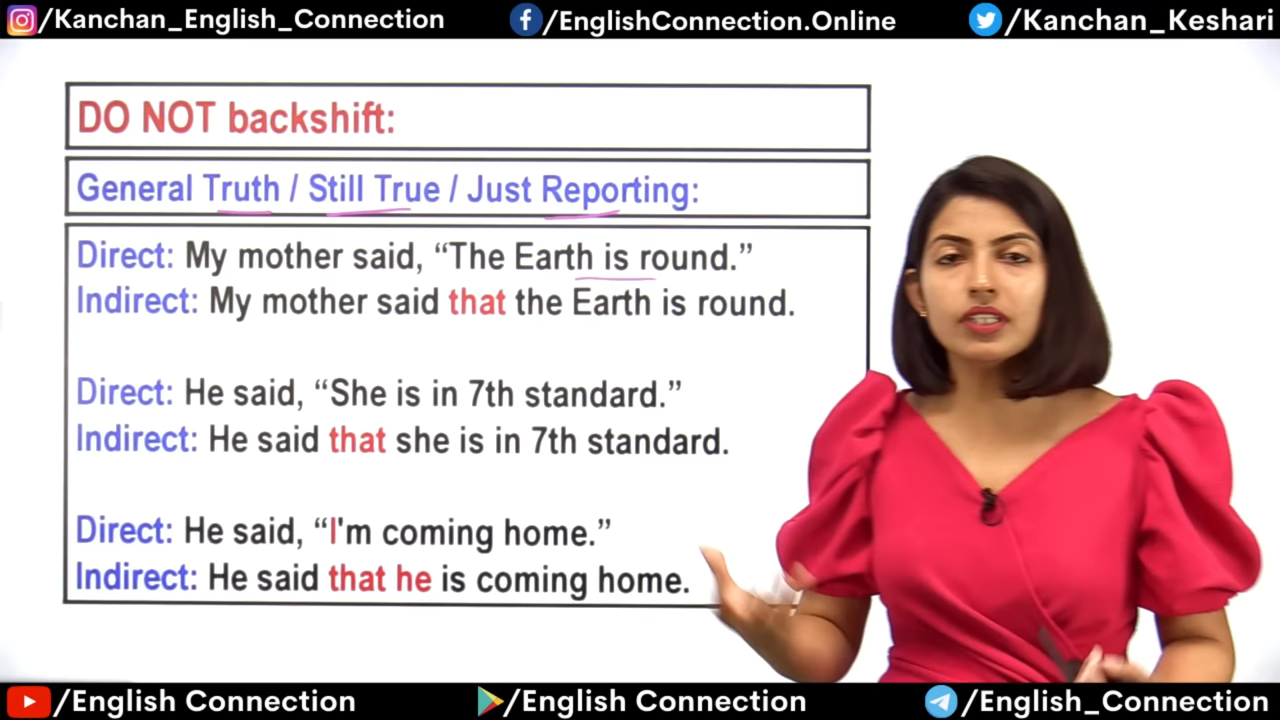 /Kanchan_English_Connection
/EnglishConnection.Online
/Kanchan_Keshari
DO NOT backshift:
General Truth / Still True / Just Reporting:
Direct: My mother said, “The Earth is round.”
Indirect: My mother said that the Earth is round.
Direct: He said, “She is in 7th standard.”
Indirect: He said that she is in 7th standard.
Direct: He said, “I'm coming home.”
Indirect: He said that he is coming home.
/English Connection
/English Connection
/English_Connection